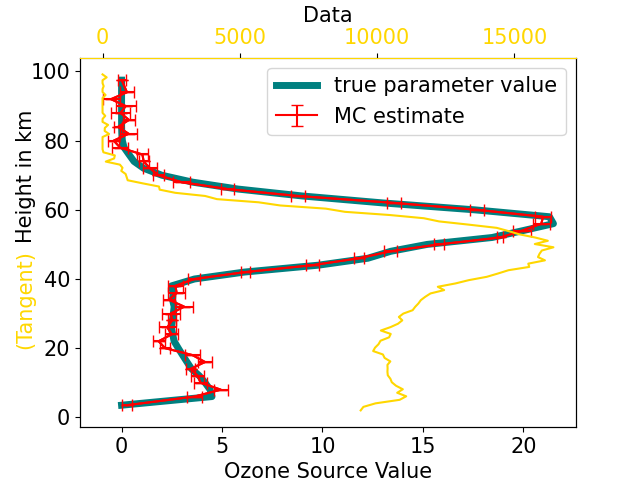 Data
0 5000 10000 15000
true parameter value
MC estimate
(Tangent) Height in km
100
80
60
40
20
0
0 5 10 15 20
Ozone Source Value